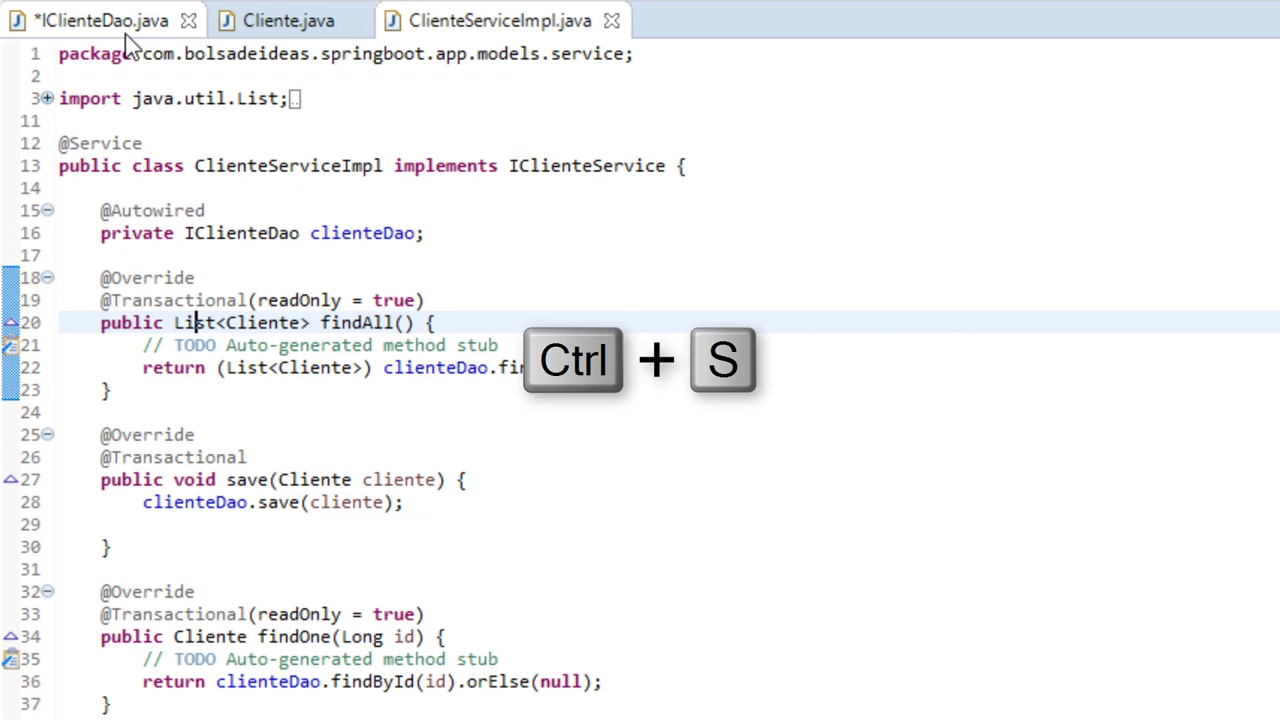 *IClienteDao.java Cliente.java ClienteServiceImpl.java
1 package com.bolsadeideas.springboot.app.models.service;
2
3 import java.util.List;
11
12 @Service
13 public class ClienteServiceImpl implements IClienteService {
14
15 @Autowired
16 private IClienteDao clienteDao;
17
18 @Override
19 @Transactional(readOnly = true)
20 public List<Cliente> findAll() {
21 // TODO Auto-generated method stub
22 return (List<Cliente>) clienteDao.fin
Ctrl + S
23 }
24
25 @Override
26 @Transactional
27 public void save(Cliente cliente) {
28 clienteDao.save(cliente);
29
30 }
31
32 @Override
33 @Transactional(readOnly = true)
34 public Cliente findOne(Long id) {
35 // TODO Auto-generated method stub
36 return clienteDao.findById(id).orElse(null);
37 }